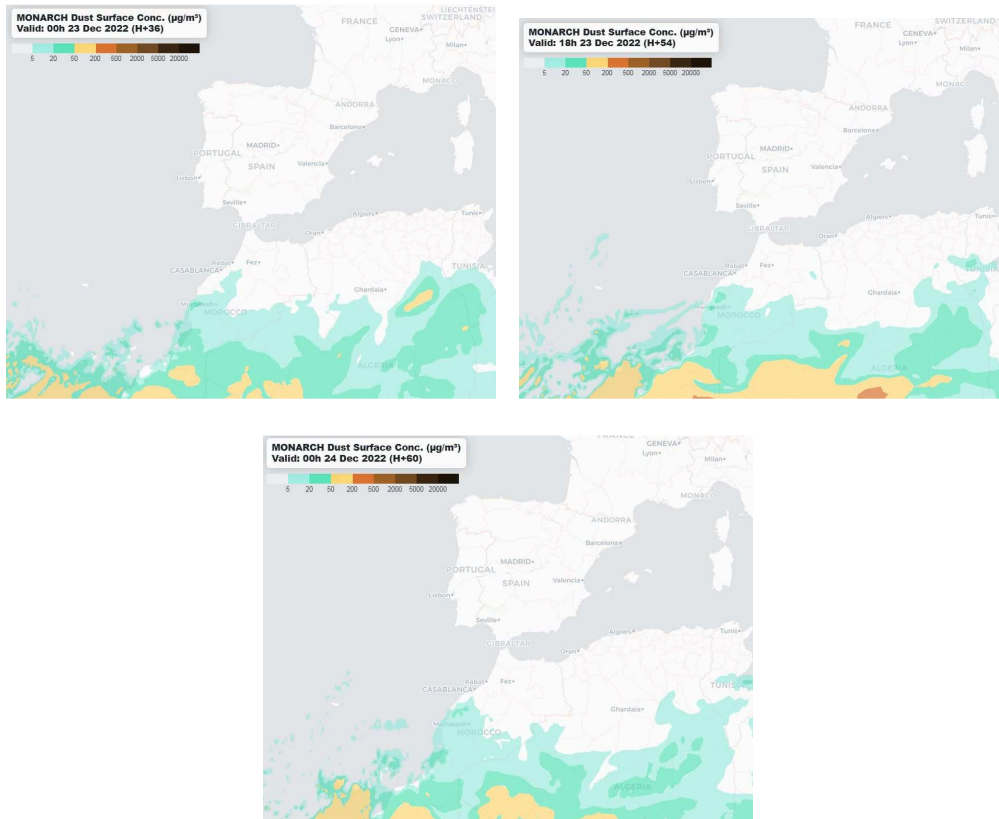 MONARCH Dust Surface Conc. (µg/m³)
Valid: 00h 23 Dec 2022 (H+36)
5 20 50 200 500 2000 5000 20000
FRANCE
LIECHTENSTEIN
SWITZERLAND
GENEVA
Lyon
Milan
MONACO
ANDORRA
Barcelona
PORTUGAL
MADRID
SPAIN
Valencia
Lisbon
Seville
GIBRALTAR
Algiers
Tunis
Oran
Rabat
Fez
CASABLANCA
TUNISIA
Ghardaia
Marrakesh
MOROCCO
ALGERIA
MONARCH Dust Surface Conc. (µg/m³)
Valid: 18h 23 Dec 2022 (H+54)
5 20 50 200 500 2000 5000 20000
FRANCE
SWITZERLAND
GENEVA
Lyon
Milan
MONACO
ANDORRA
Barcelona
PORTUGAL
MADRID
SPAIN
Valencia
Lisbon
Seville
GIBRALTAR
Algiers
Tunis
Oran
Rabat
Fez
CASABLANCA
TUNISIA
Ghardaia
MOROCCO
ALGERIA
MONARCH Dust Surface Conc. (µg/m³)
Valid: 00h 24 Dec 2022 (H+60)
5 20 50 200 500 2000 5000 20000
FRANCE
GENEVA
Lyon
Milan
MONACO
ANDORRA
Barcelona
PORTUGAL
MADRID
SPAIN
Valencia
Lisbon
Seville
GIBRALTAR
Algiers
Tunis
Oran
Rabat
Fez
CASABLANCA
TUNISIA
Ghardaia
Marrakesh
MOROCCO
ALGERIA